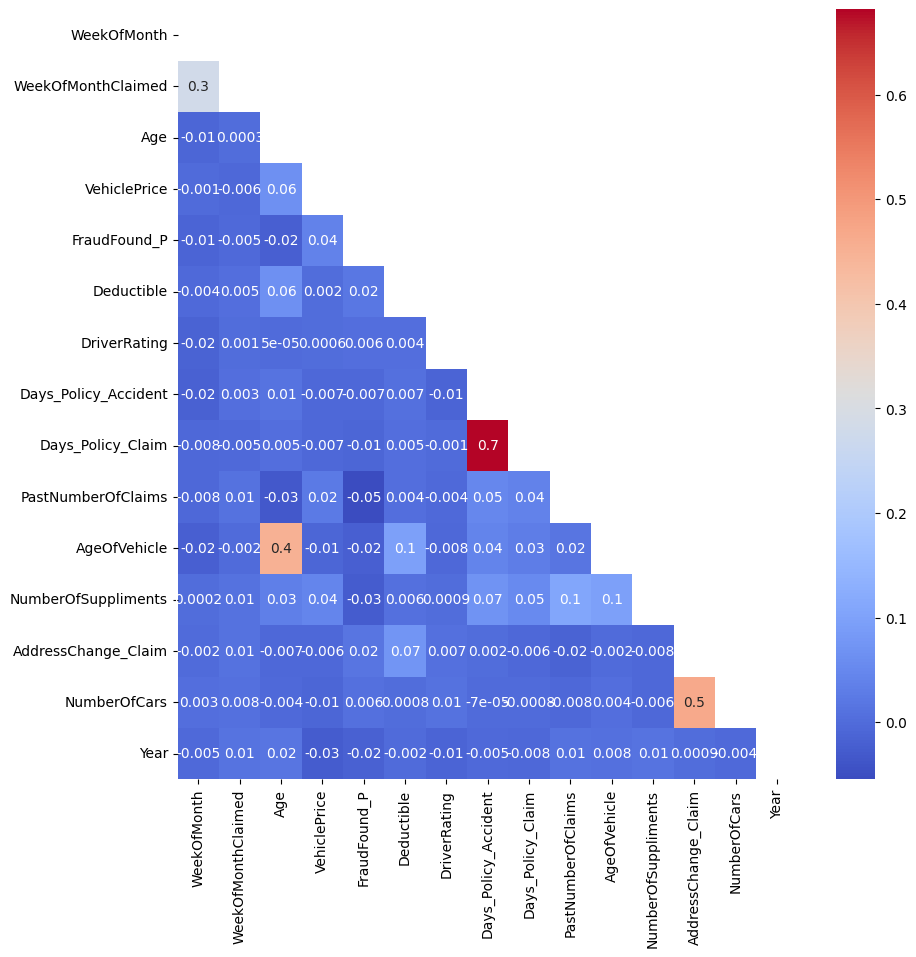 WeekOfMonth
WeekOfMonthClaimed 0.3
Age -0.01 0.0003
VehiclePrice -0.001 -0.006 0.06
FraudFound_P -0.01 -0.005 -0.02 0.04
Deductible -0.004 0.005 0.06 0.002 0.02
DriverRating -0.02 0.001 5e-05 0.0006 0.006 0.004
Days_Policy_Accident -0.02 0.003 0.01 -0.007 -0.007 0.007 -0.01
Days_Policy_Claim -0.008 -0.005 0.005 -0.007 -0.01 0.005 -0.001 0.7
PastNumberOfClaims -0.008 0.01 -0.03 0.02 -0.05 0.004 -0.004 0.05 0.04
AgeOfVehicle -0.02 -0.002 0.4 -0.01 -0.02 0.1 -0.008 0.04 0.03 0.02
NumberOfSuppliments 0.0002 0.01 0.03 0.04 -0.03 0.006 0.0009 0.07 0.05 0.1 0.1
AddressChange_Claim -0.002 0.01 -0.007 -0.006 0.02 0.07 0.007 0.002 -0.006 -0.02 -0.002 -0.008
NumberOfCars 0.003 0.008 -0.004 -0.01 0.006 0.0008 0.01 -7e-05 -0.0008 -0.008 0.004 -0.006 0.5
Year -0.005 0.01 0.02 -0.03 -0.02 -0.002 -0.01 -0.005 -0.008 0.01 0.008 0.01 0.0009 -0.004
WeekOfMonth
WeekOfMonthClaimed
Age
VehiclePrice
FraudFound_P
Deductible
DriverRating
Days_Policy_Accident
Days_Policy_Claim
PastNumberOfClaims
AgeOfVehicle
NumberOfSuppliments
AddressChange_Claim
NumberOfCars
Year
0.6
0.5
0.4
0.3
0.2
0.1
0.0